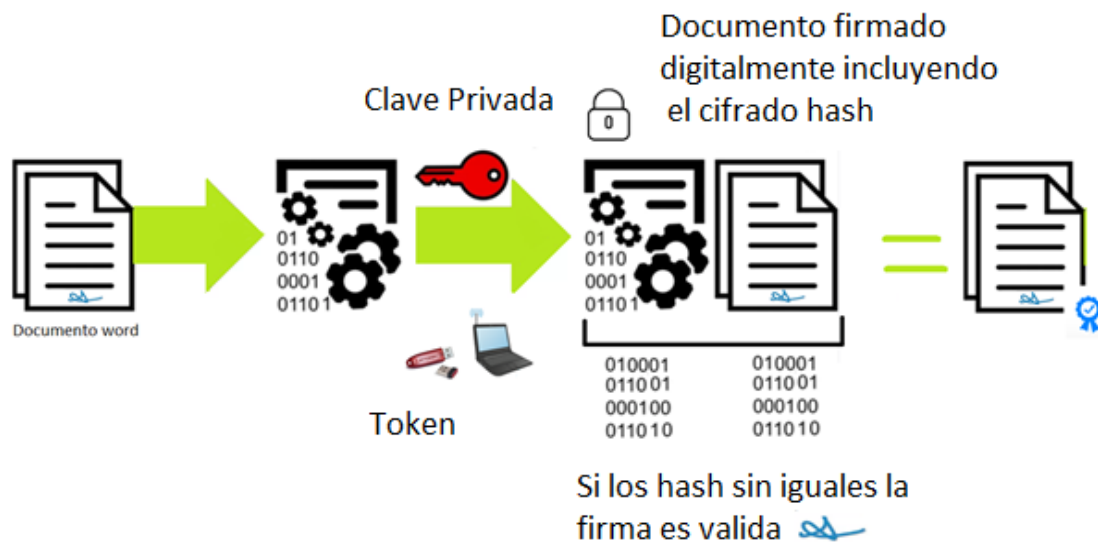 Documento firmado
digitalmente incluyendo
el cifrado hash
Clave Privada
0
01
0110
0001
01101
01
0110
0001
01101
Documento word
Token
010001
011001
000100
011010
010001
011001
000100
011010
Si los hash sin iguales la
firma es valida